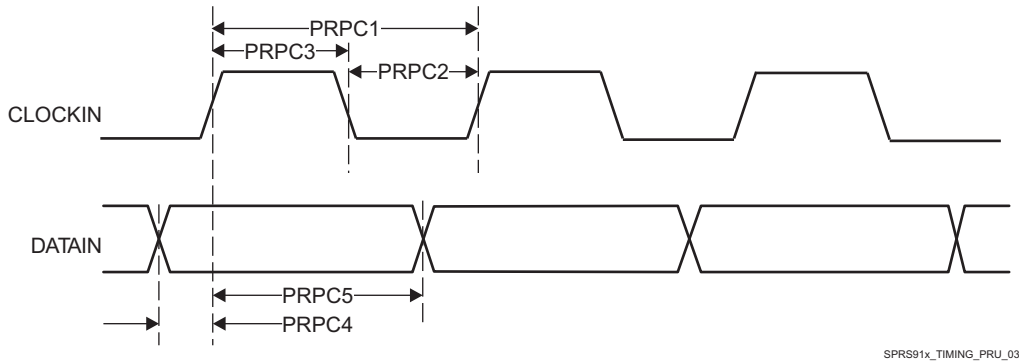 PRPC1
PRPC3
PRPC2
CLOCKIN
DATAIN
PRPC5
PRPC4
SPRS91x_TIMING_PRU_03